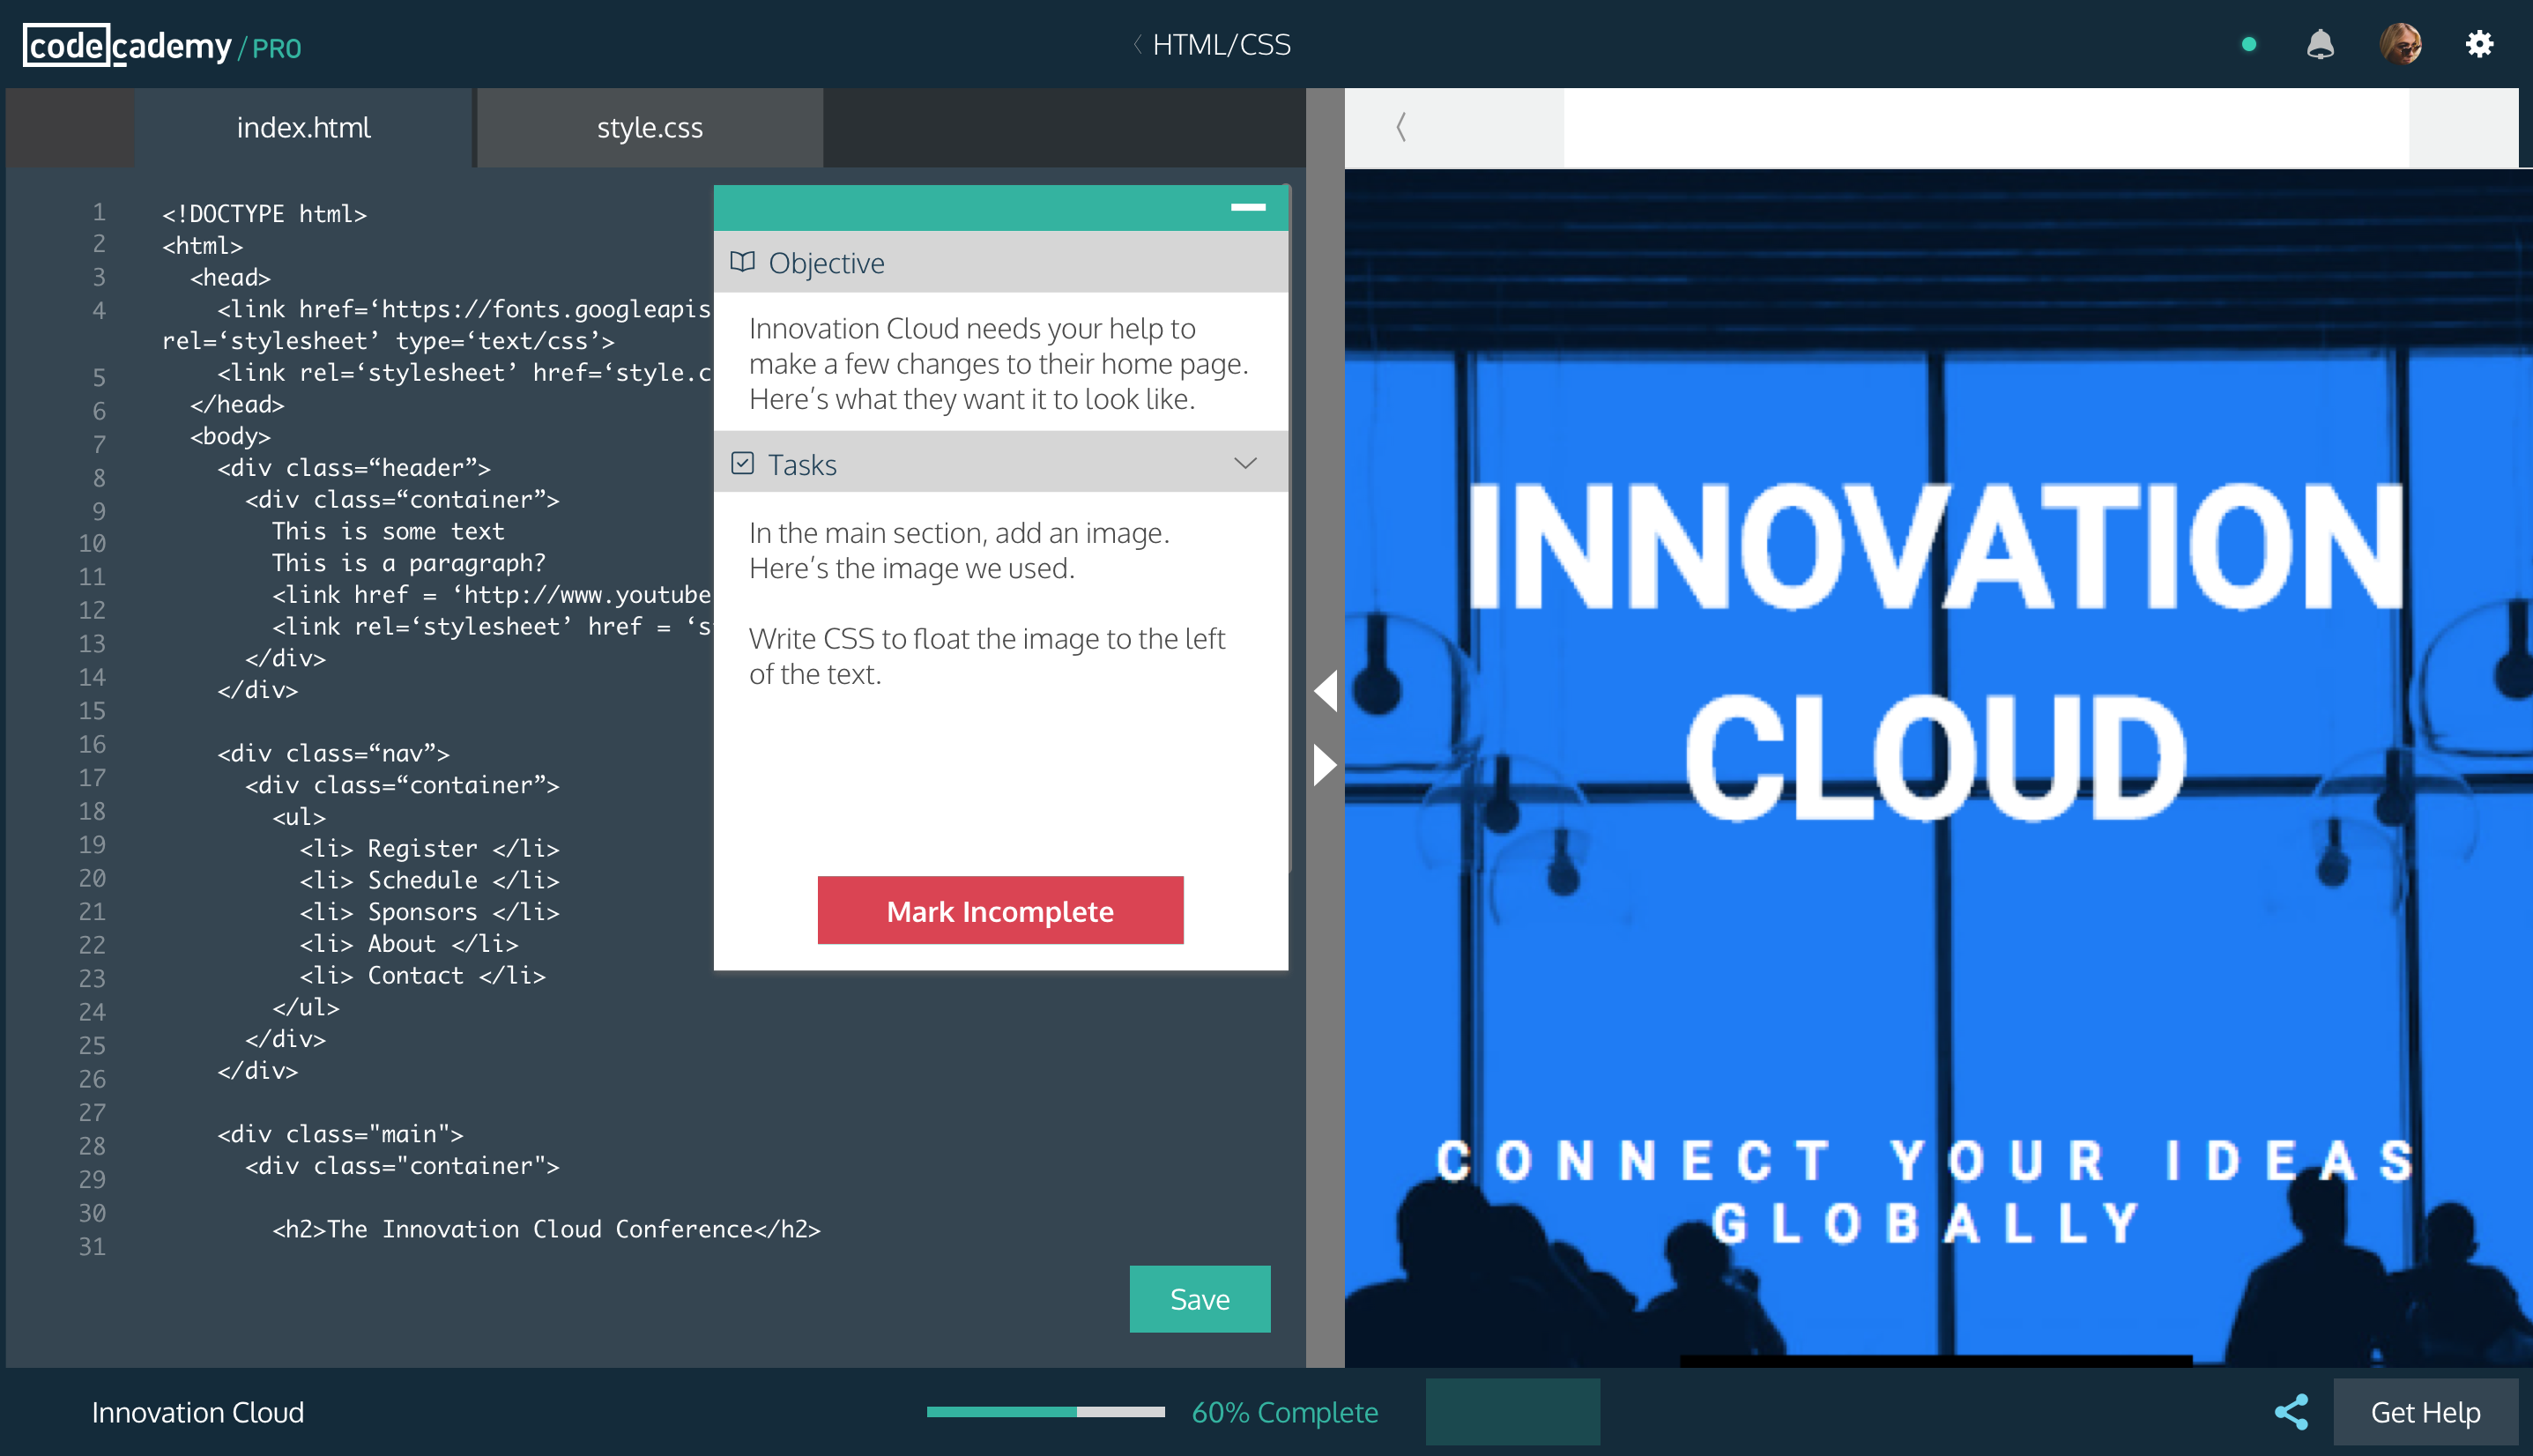 codecademy/PRO
HTML/CSS
index.html
style.css
1 <!DOCTYPE html>
2 <html>
3 <head>
4 <link href=‘https://fonts.googleapis
rel=‘stylesheet’ type=‘text/css’>
5 <link rel=‘stylesheet’ href=‘style.c
6 </head>
7 <body>
8 <div class=“header”>
9 <div class=“container”>
10 This is some text
11 This is a paragraph?
12 <link href = ‘http://www.youtube
13 <link rel=‘stylesheet’ href = ‘s
14 </div>
15 </div>
16 <div class=“nav”>
17 <div class=“container”>
18 <ul>
19 <li> Register </li>
20 <li> Schedule </li>
21 <li> Sponsors </li>
22 <li> About </li>
23 <li> Contact </li>
24 </ul>
25 </div>
26 </div>
27
28 <div class="main">
29 <div class="container">
30
31 <h2>The Innovation Cloud Conference</h2>
Save
Objective
Innovation Cloud needs your help to
make a few changes to their home page.
Here’s what they want it to look like.
Tasks
In the main section, add an image.
Here’s the image we used.
Write CSS to float the image to the left
of the text.
Mark Incomplete
INNOVATION
CLOUD
CONNECT YOUR IDEAS
GLOBALLY
Innovation Cloud
60% Complete
Get Help